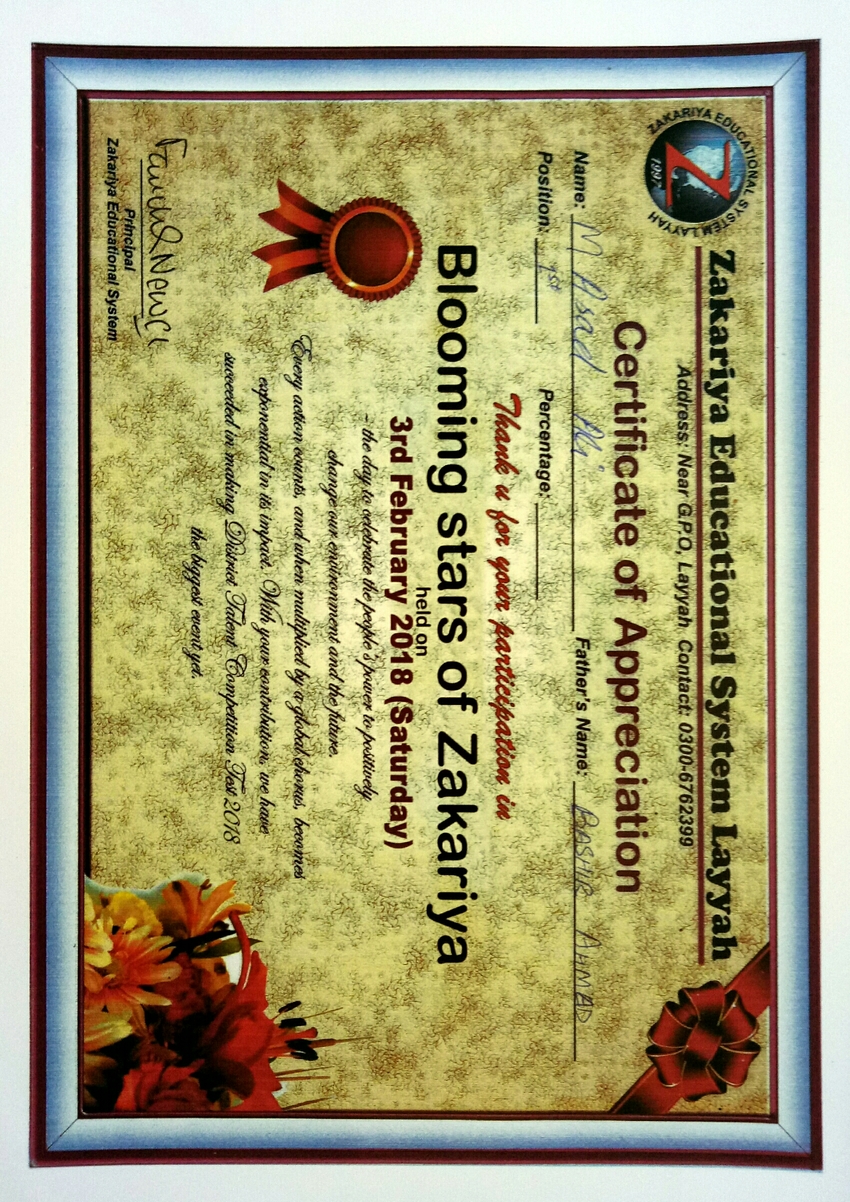 ZAKARIYA EDUCATIONAL SYSTEM LAYYAH
Z
1997
Zakariya Educational System Layyah
Address: Near G.P.O, Layyah Contact: 0300-6762399
Certificate of Appreciation
Name: M Asad Ali Father's Name: BASHIR AHMAD
Position: 1st Percentage:
Thank u for your participation in
Blooming stars of Zakariya
held on
3rd February 2018 (Saturday)
- the day to celebrate the people's power to positively
change our environment and the future.
Every action counts, and when multiplied by a global chorus, becomes
exponential in its impact. With your contribution, we have
succeeded in making District Talent Competition Fest 2018
the biggest event yet.
Principal
Zakariya Educational System